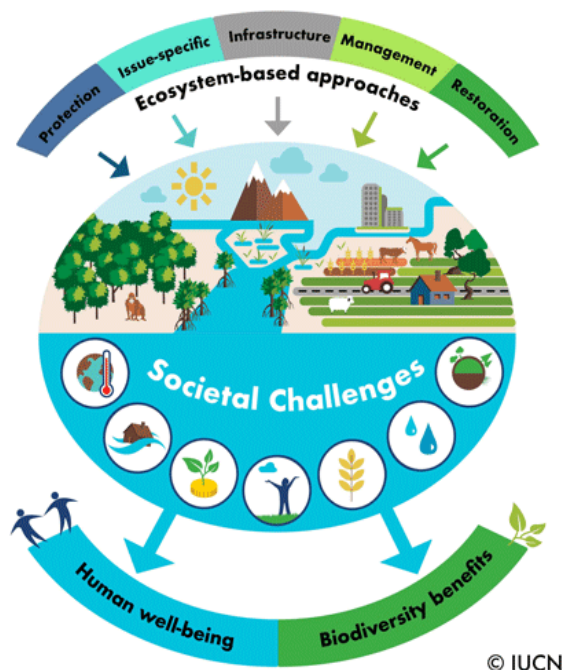 Protection
Issue-specific
Infrastructure
Management
Restoration
Ecosystem-based approaches
Societal Challenges
Human well-being
Biodiversity benefits
© IUCN